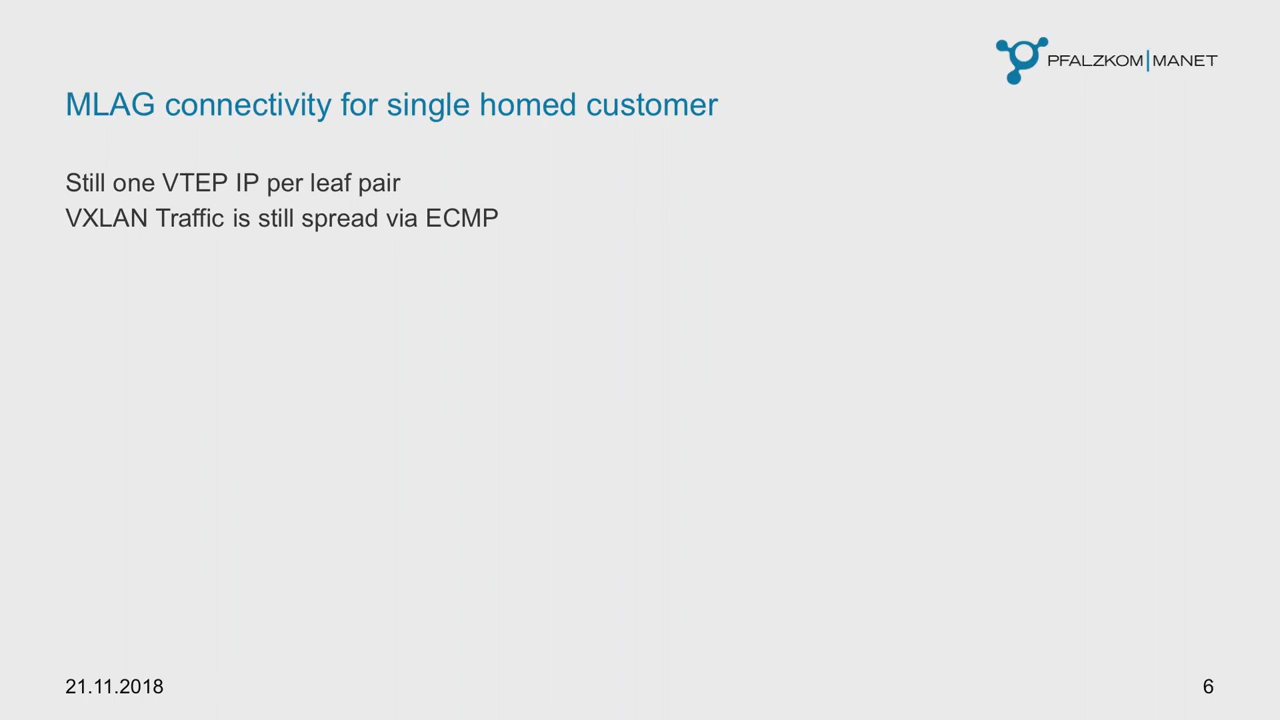 PFALZKOM|MANET
MLAG connectivity for single homed customer
Still one VTEP IP per leaf pair
VXLAN Traffic is still spread via ECMP
21.11.2018
6